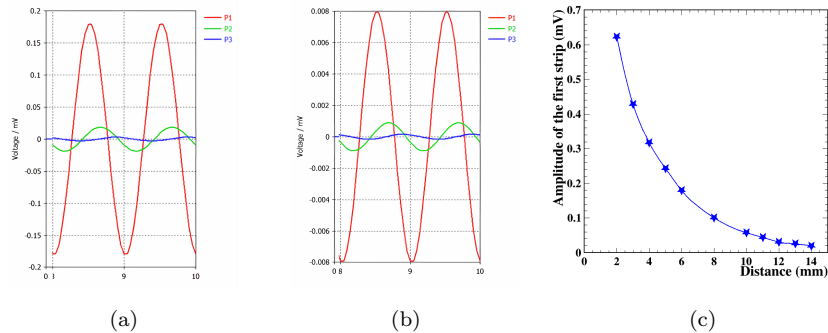 P1
P2
P3
Voltage / mV
0.2
0.15
0.1
0.05
0
-0.05
-0.1
-0.15
-0.2
0 8 9 10
(a)
P1
P2
P3
Voltage / mV
0.008
0.006
0.004
0.002
0
-0.002
-0.004
-0.006
-0.008
0 8 9 10
(b)
Amplitude of the first strip (mV)
0.7
0.6
0.5
0.4
0.3
0.2
0.1
0
0 2 4 6 8 10 12 14
Distance (mm)
(c)